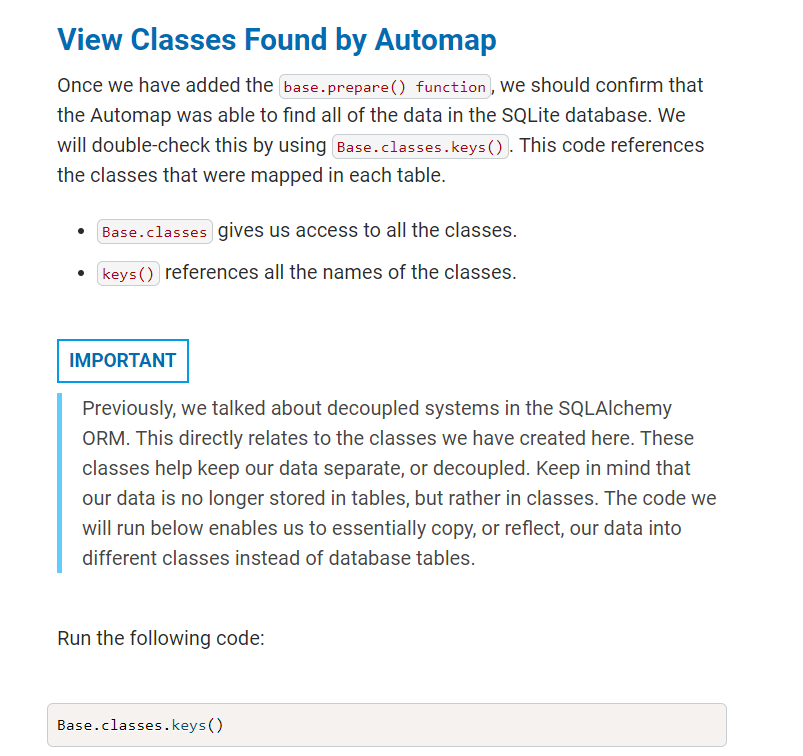 View Classes Found by Automap
Once we have added the base.prepare() function, we should confirm that
the Automap was able to find all of the data in the SQLite database. We
will double-check this by using Base.classes.keys(). This code references
the classes that were mapped in each table.
• Base.classes gives us access to all the classes.
• keys() references all the names of the classes.
IMPORTANT
Previously, we talked about decoupled systems in the SQLAlchemy
ORM. This directly relates to the classes we have created here. These
classes help keep our data separate, or decoupled. Keep in mind that
our data is no longer stored in tables, but rather in classes. The code we
will run below enables us to essentially copy, or reflect, our data into
different classes instead of database tables.
Run the following code:
Base.classes.keys()